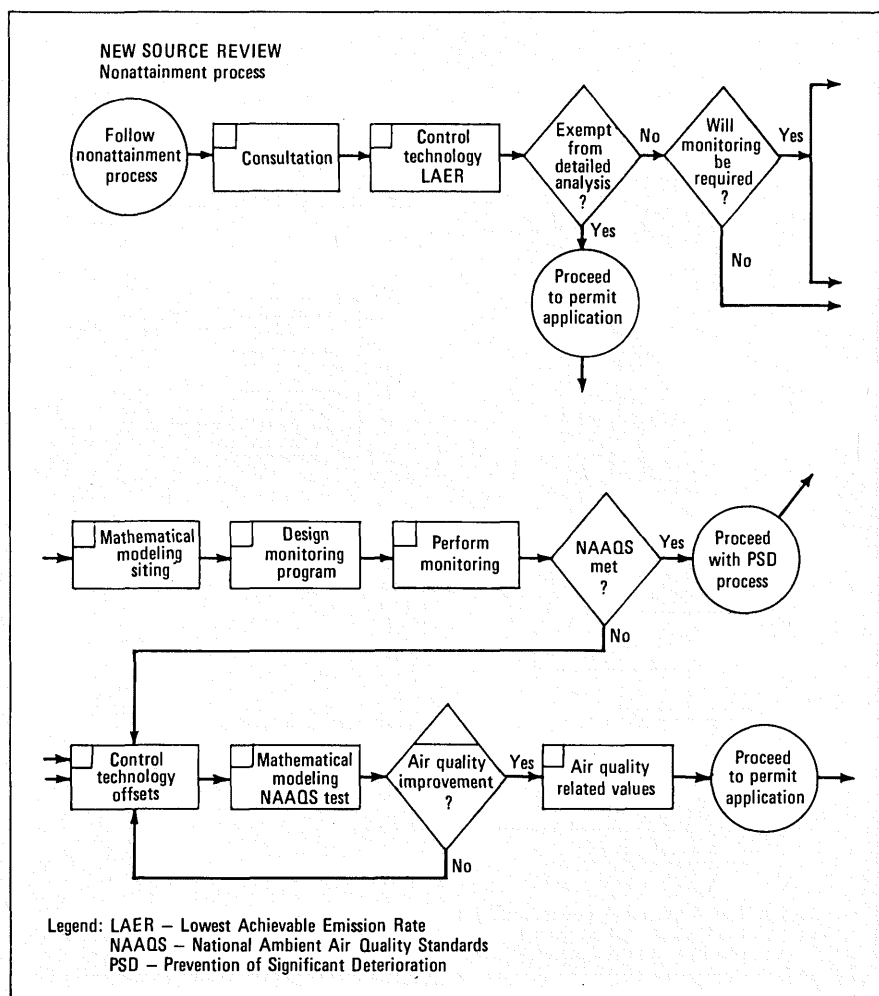 NEW SOURCE REVIEW
Nonattainment process
Follow
nonattainment
process
Consultation
Control
technology
LAER
Exempt
from
detailed
analysis
?
No
Yes
Will
monitoring
be
required
?
Yes
No
Proceed
to permit
application
Mathematical
modeling
siting
Design
monitoring
program
Perform
monitoring
NAAQS
met
?
Yes
No
Proceed
with PSD
process
Control
technology
offsets
Mathematical
modeling
NAAQS test
Air quality
improvement
?
Yes
No
Air quality
related values
Proceed
to permit
application
Legend: LAER – Lowest Achievable Emission Rate
NAAQS – National Ambient Air Quality Standards
PSD – Prevention of Significant Deterioration